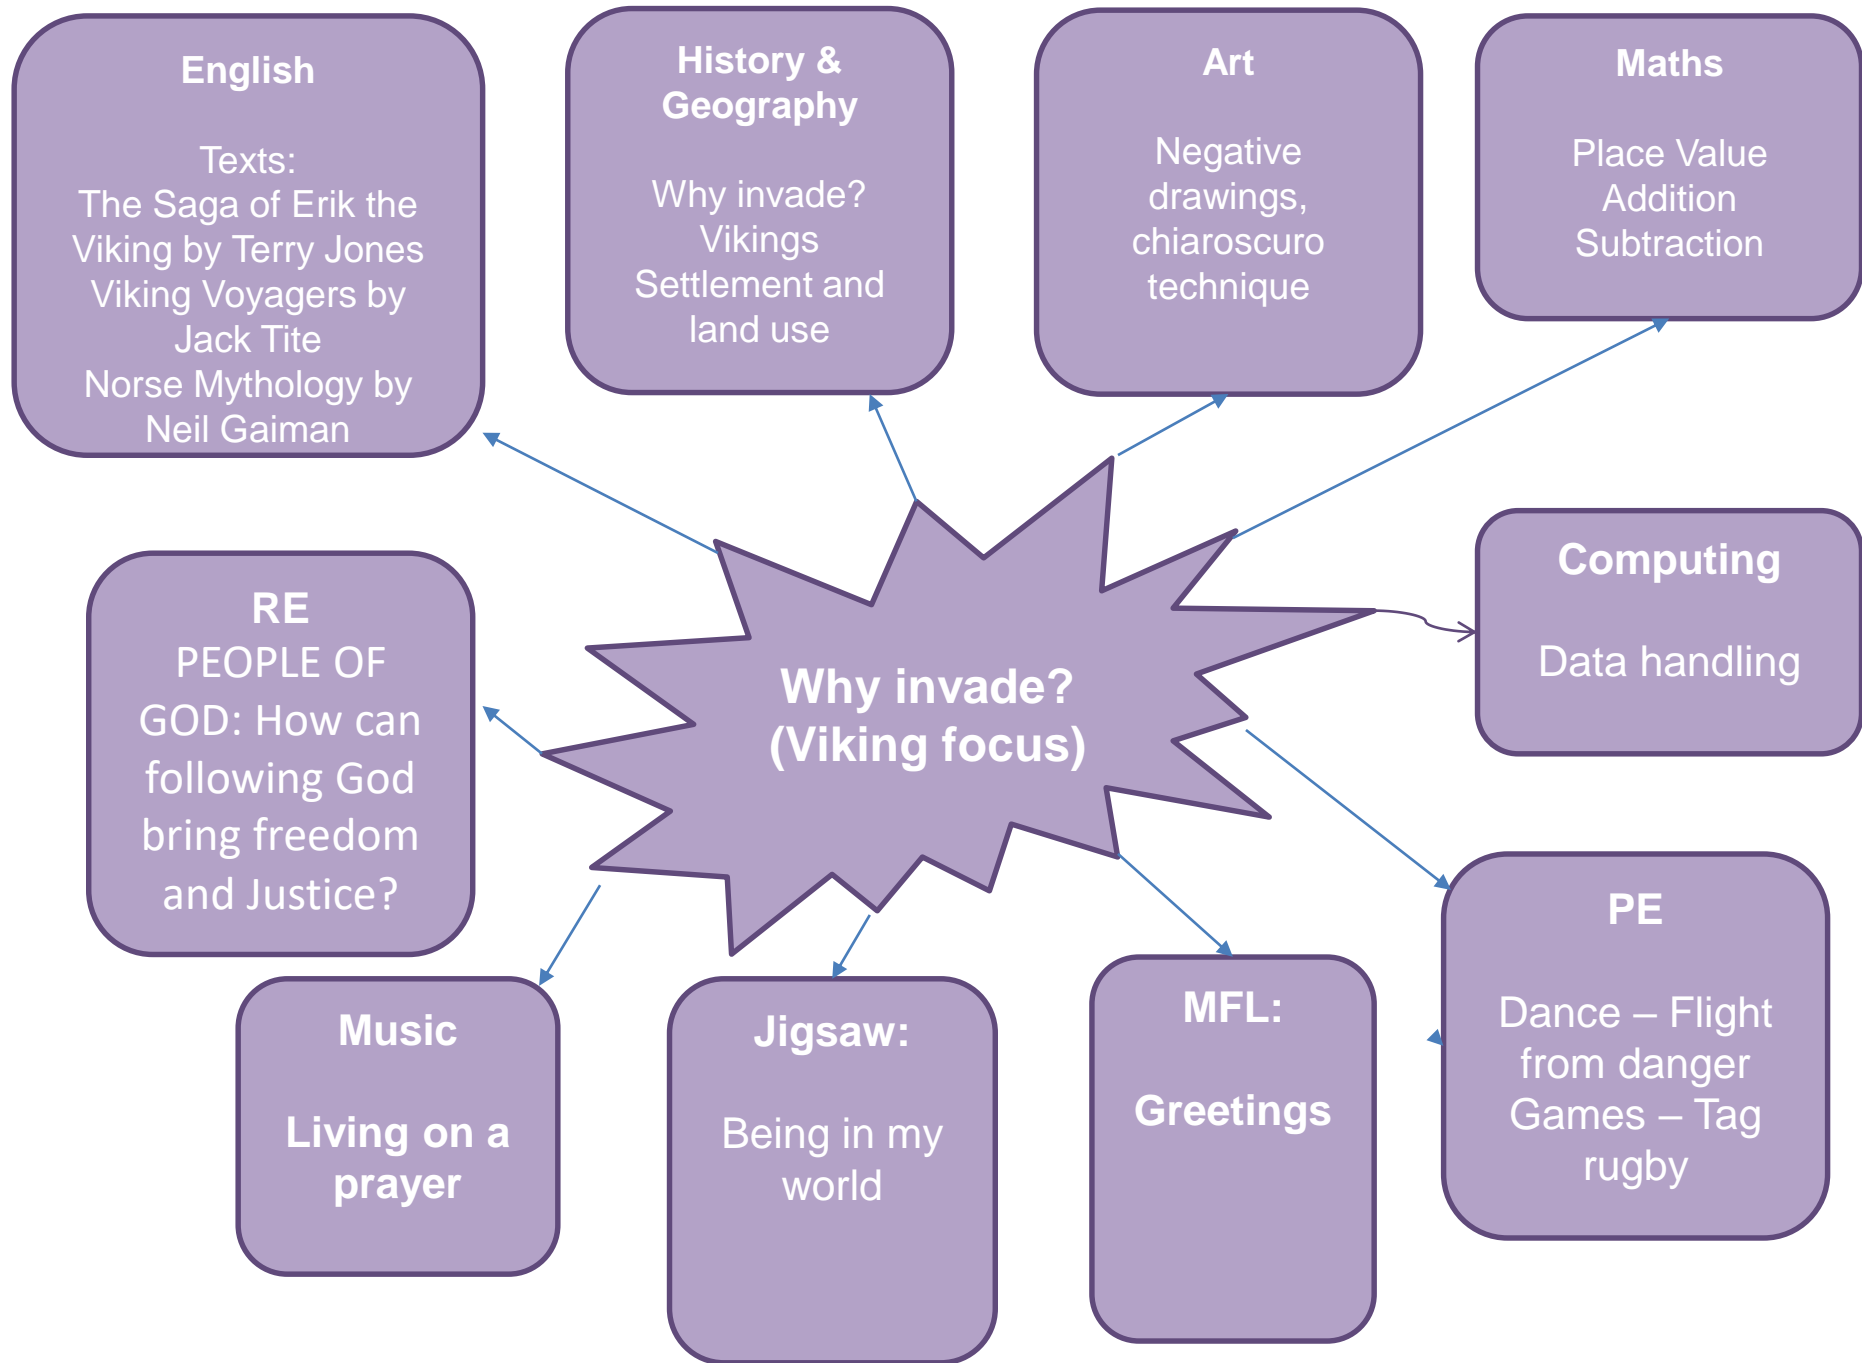 English
Texts:
The Saga of Erik the
Viking by Terry Jones
Viking Voyagers by
Jack Tite
Norse Mythology by
Neil Gaiman
History &
Geography
Why invade?
Vikings
Settlement and
land use
Art
Negative
drawings,
chiaroscuro
technique
Maths
Place Value
Addition
Subtraction
Computing
Data handling
RE
PEOPLE OF
GOD: How can
following God
bring freedom
and Justice?
Why invade?
(Viking focus)
PE
Dance – Flight
from danger
Games – Tag
rugby
Music
Living on a
prayer
Jigsaw:
Being in my
world
MFL:
Greetings